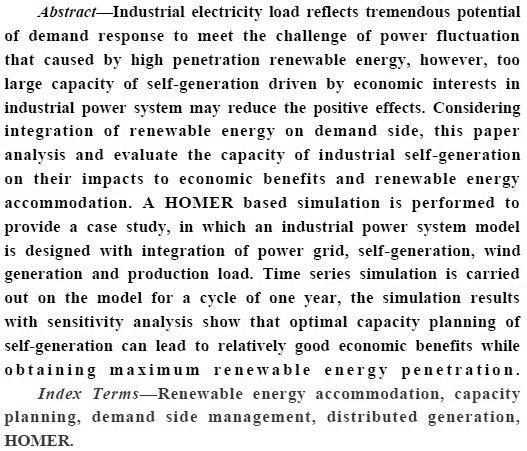 Abstract—Industrial electricity load reflects tremendous potential
of demand response to meet the challenge of power fluctuation
that caused by high penetration renewable energy, however, too
large capacity of self-generation driven by economic interests in
industrial power system may reduce the positive effects. Considering
integration of renewable energy on demand side, this paper
analysis and evaluate the capacity of industrial self-generation
on their impacts to economic benefits and renewable energy
accommodation. A HOMER based simulation is performed to
provide a case study, in which an industrial power system model
is designed with integration of power grid, self-generation, wind
generation and production load. Time series simulation is carried
out on the model for a cycle of one year, the simulation results
with sensitivity analysis show that optimal capacity planning of
self-generation can lead to relatively good economic benefits while
obtaining maximum renewable energy penetration.
Index Terms—Renewable energy accommodation, capacity
planning, demand side management, distributed generation,
HOMER.